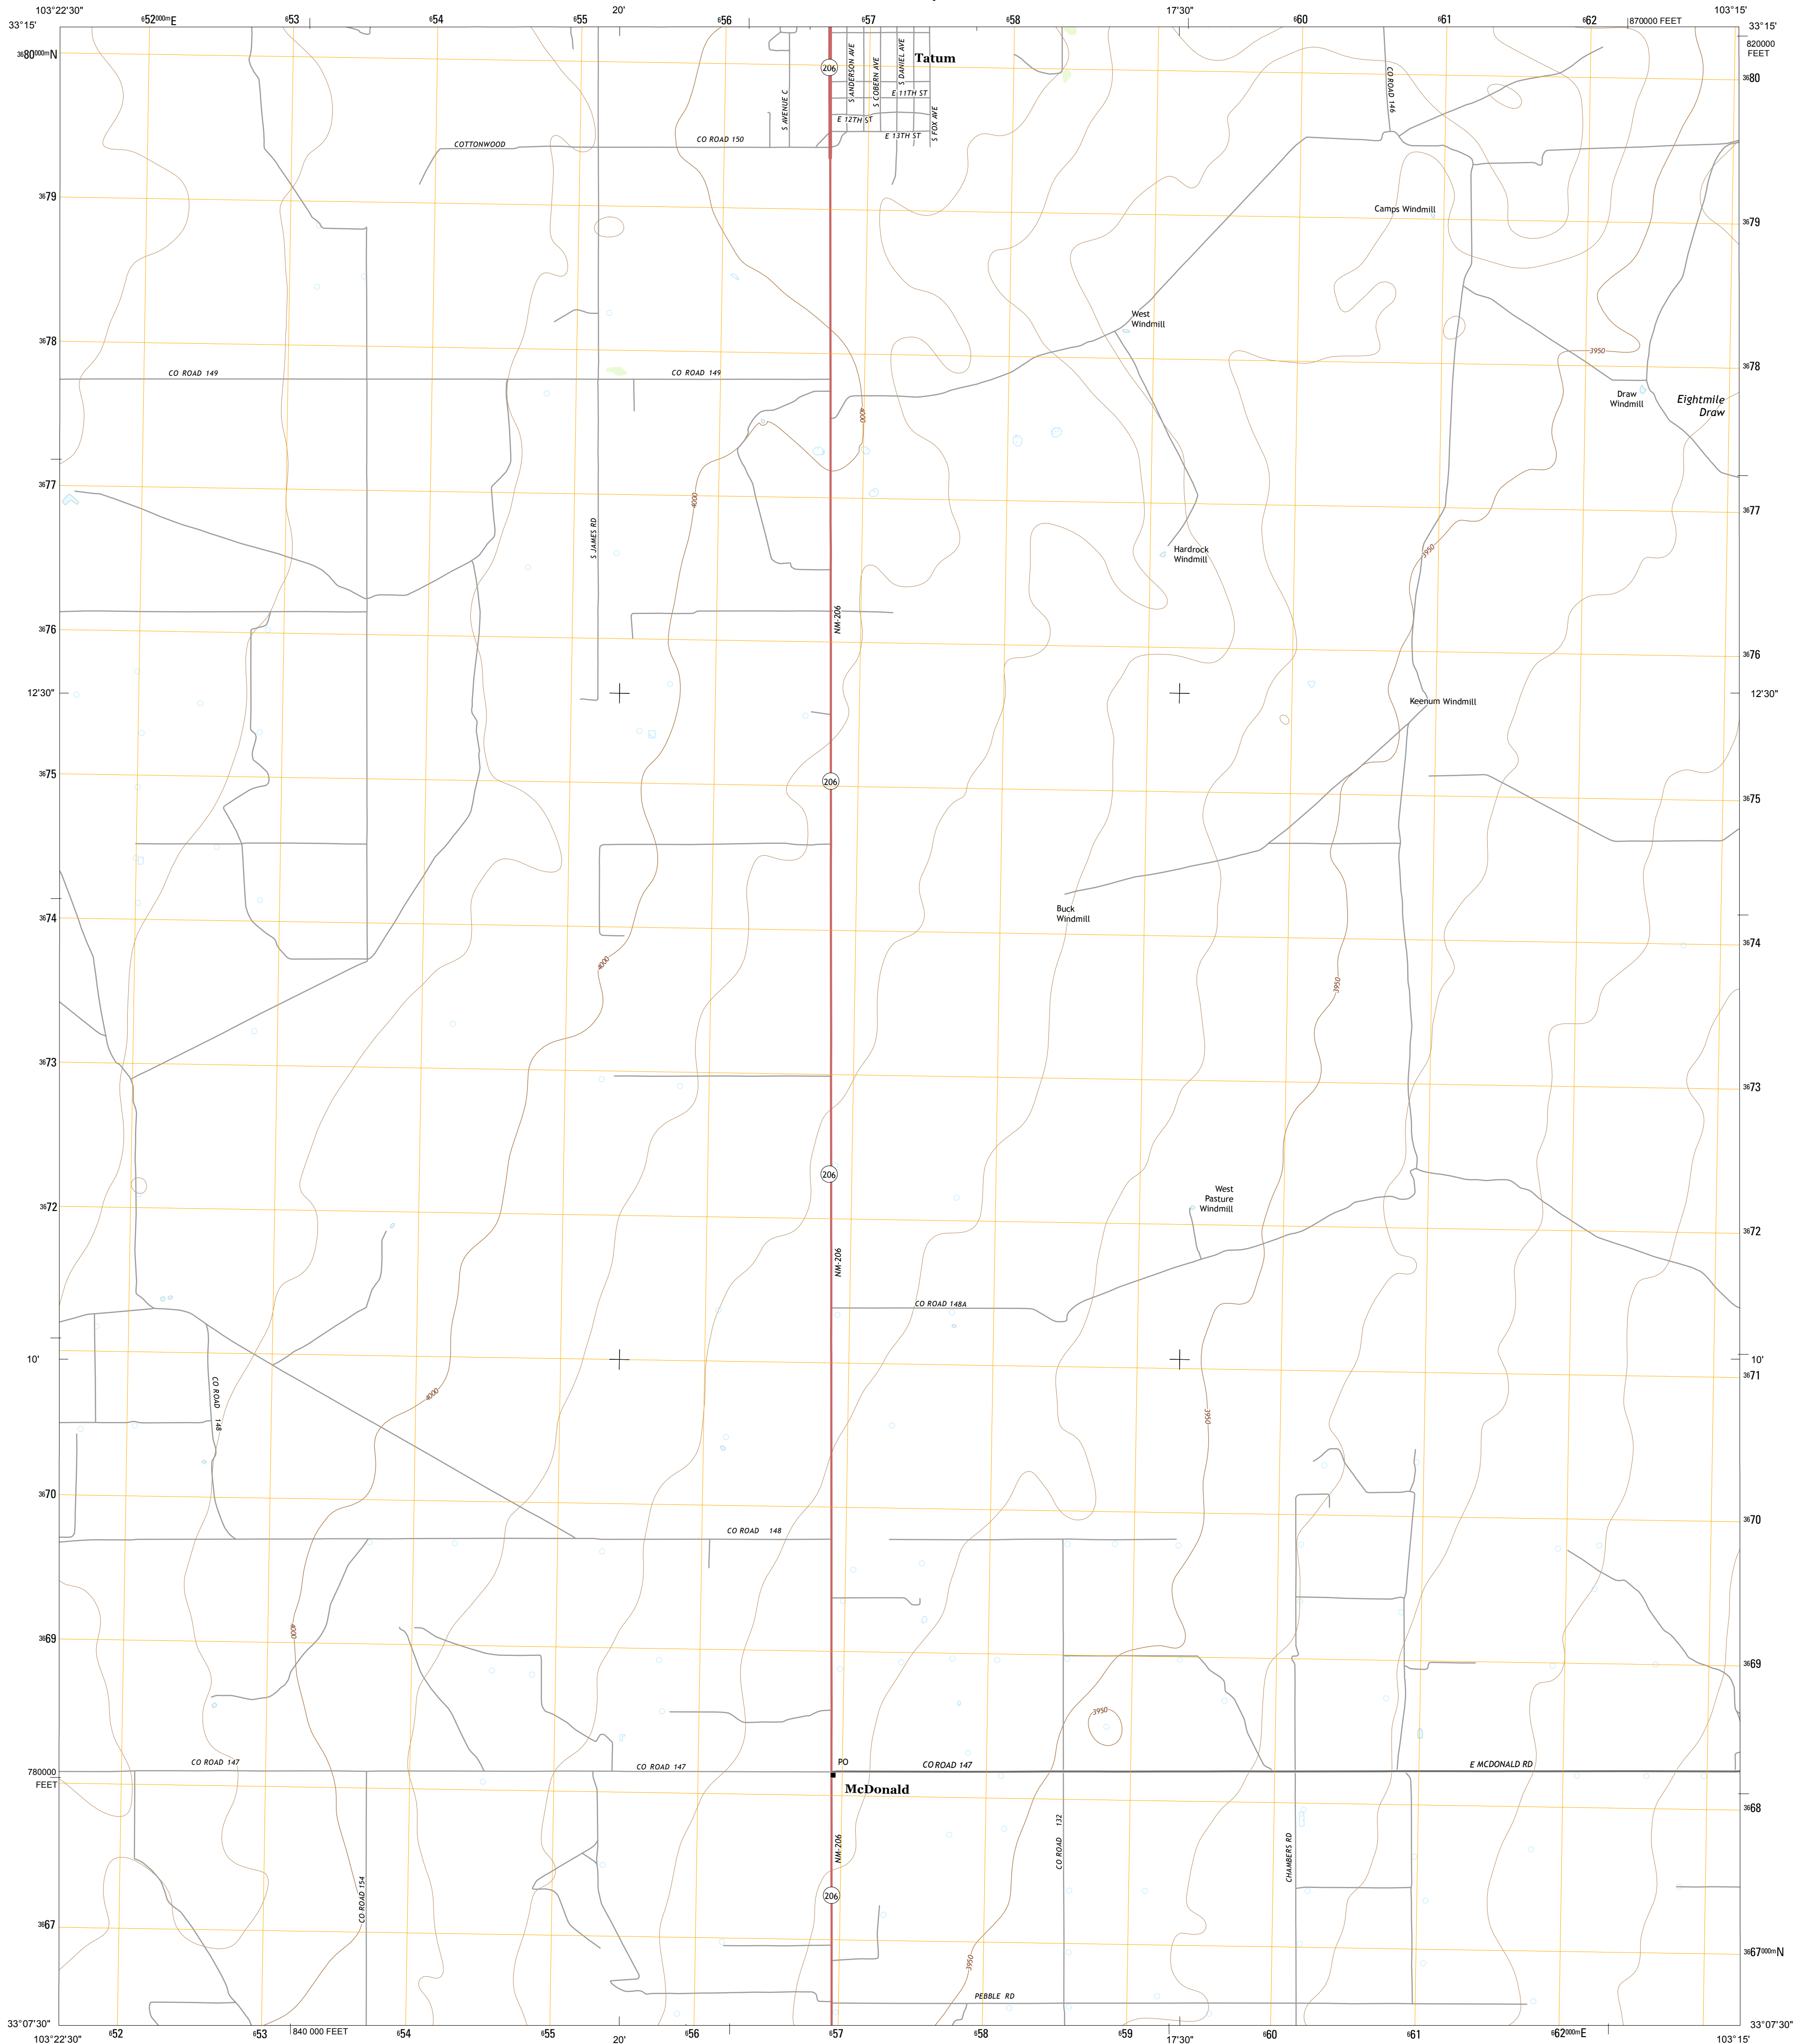 103°22'30"
⁶52⁰⁰⁰ᵐE
⁶53
⁶54
⁶55
20'
⁶56
⁶57
⁶58
17'30"
⁶60
⁶61
⁶62
870000 FEET
103°15'
33°15'
33°15'
820000
FEET
³⁶80⁰⁰⁰ᵐN
³⁶80
206
Tatum
S AVENUE C
S ANDERSON AVE
S COBERN AVE
S DANIEL AVE
S FOX AVE
E 11TH ST
E 12TH ST
E 13TH ST
CO ROAD 146
COTTONWOOD
CO ROAD 150
³⁶79
³⁶79
Camps Windmill
West
Windmill
³⁶78
³⁶78
3950
CO ROAD 149
CO ROAD 149
Draw
Windmill
Eightmile
Draw
4000
4000
³⁶77
³⁶77
S JAMES RD
Hardrock
Windmill
3950
NM-206
³⁶76
³⁶76
12'30"
12'30"
Keenum Windmill
³⁶75
³⁶75
206
Buck
Windmill
³⁶74
³⁶74
4000
3950
³⁶73
³⁶73
206
West
Pasture
Windmill
³⁶72
³⁶72
NM-206
CO ROAD 148A
10'
10'
³⁶71
4000
3950
CO ROAD 148
³⁶70
³⁶70
CO ROAD 148
4000
³⁶69
³⁶69
3950
CO ROAD 147
CO ROAD 147
PO
CO ROAD 147
E MCDONALD RD
780000
FEET
McDonald
³⁶68
NM-206
CO ROAD 132
CHAMBERS RD
CO ROAD 154
206
³⁶67
³⁶67⁰⁰⁰ᵐN
3950
PEBBLE RD
33°07'30"
33°07'30"
103°22'30"
⁶52
⁶53
840 000 FEET
⁶54
⁶55
20'
⁶56
⁶57
⁶58
⁶59
17'30"
⁶60
⁶61
⁶62⁰⁰⁰ᵐE
103°15'